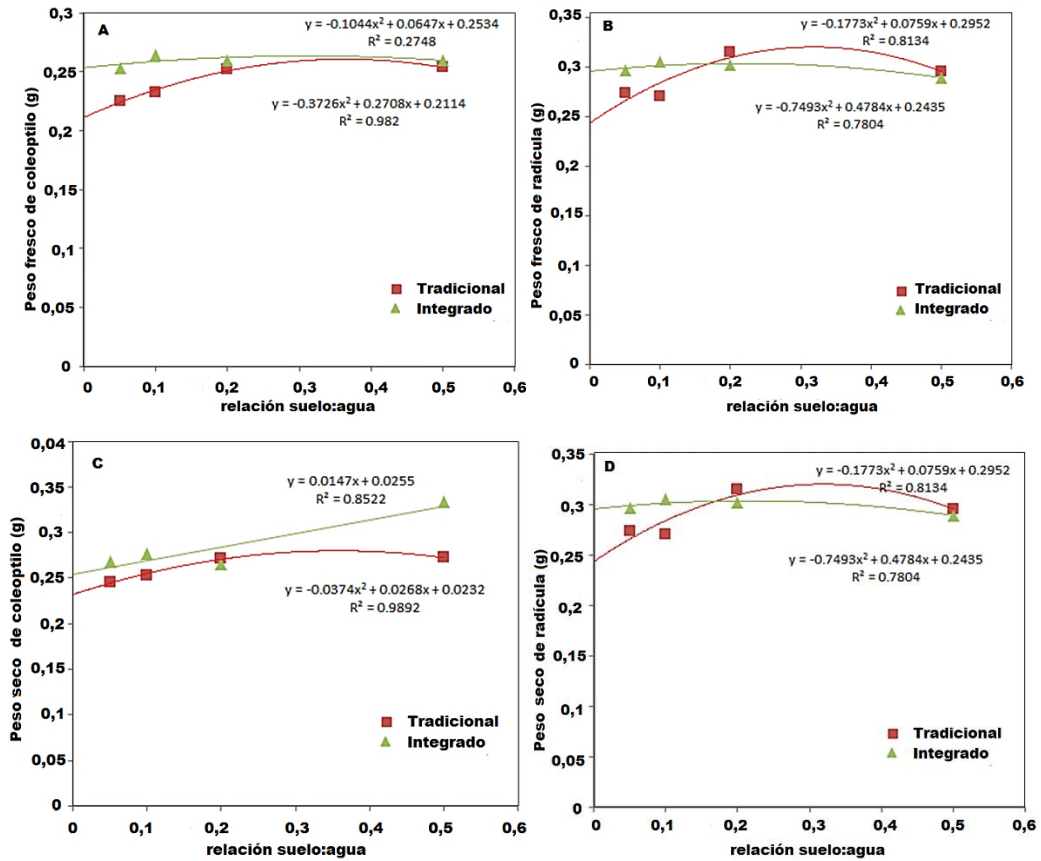 A
y = -0.1044x² + 0.0647x + 0.2534
R² = 0.2748
y = -0.3726x² + 0.2708x + 0.2114
R² = 0.982
Tradicional
Integrado
Peso fresco de coleoptilo (g)
0,3
0,25
0,2
0,15
0,1
0,05
0
0 0,1 0,2 0,3 0,4 0,5 0,6
relación suelo:agua
B
y = -0.1773x² + 0.0759x + 0.2952
R² = 0.8134
y = -0.7493x² + 0.4784x + 0.2435
R² = 0.7804
Tradicional
Integrado
Peso fresco de radícula (g)
0,35
0,3
0,25
0,2
0,15
0,1
0,05
0
0 0,1 0,2 0,3 0,4 0,5 0,6
relación suelo:agua
C
y = 0.0147x + 0.0255
R² = 0.8522
y = -0.0374x² + 0.0268x + 0.0232
R² = 0.9892
Tradicional
Integrado
Peso seco de coleoptilo (g)
0,04
0,35
0,3
0,25
0,2
0,15
0,1
0,05
0
0 0,1 0,2 0,3 0,4 0,5 0,6
relación suelo:agua
D
y = -0.1773x² + 0.0759x + 0.2952
R² = 0.8134
y = -0.7493x² + 0.4784x + 0.2435
R² = 0.7804
Tradicional
Integrado
Peso seco de radícula (g)
0,35
0,3
0,25
0,2
0,15
0,1
0,05
0
0 0,1 0,2 0,3 0,4 0,5 0,6
relación suelo:agua